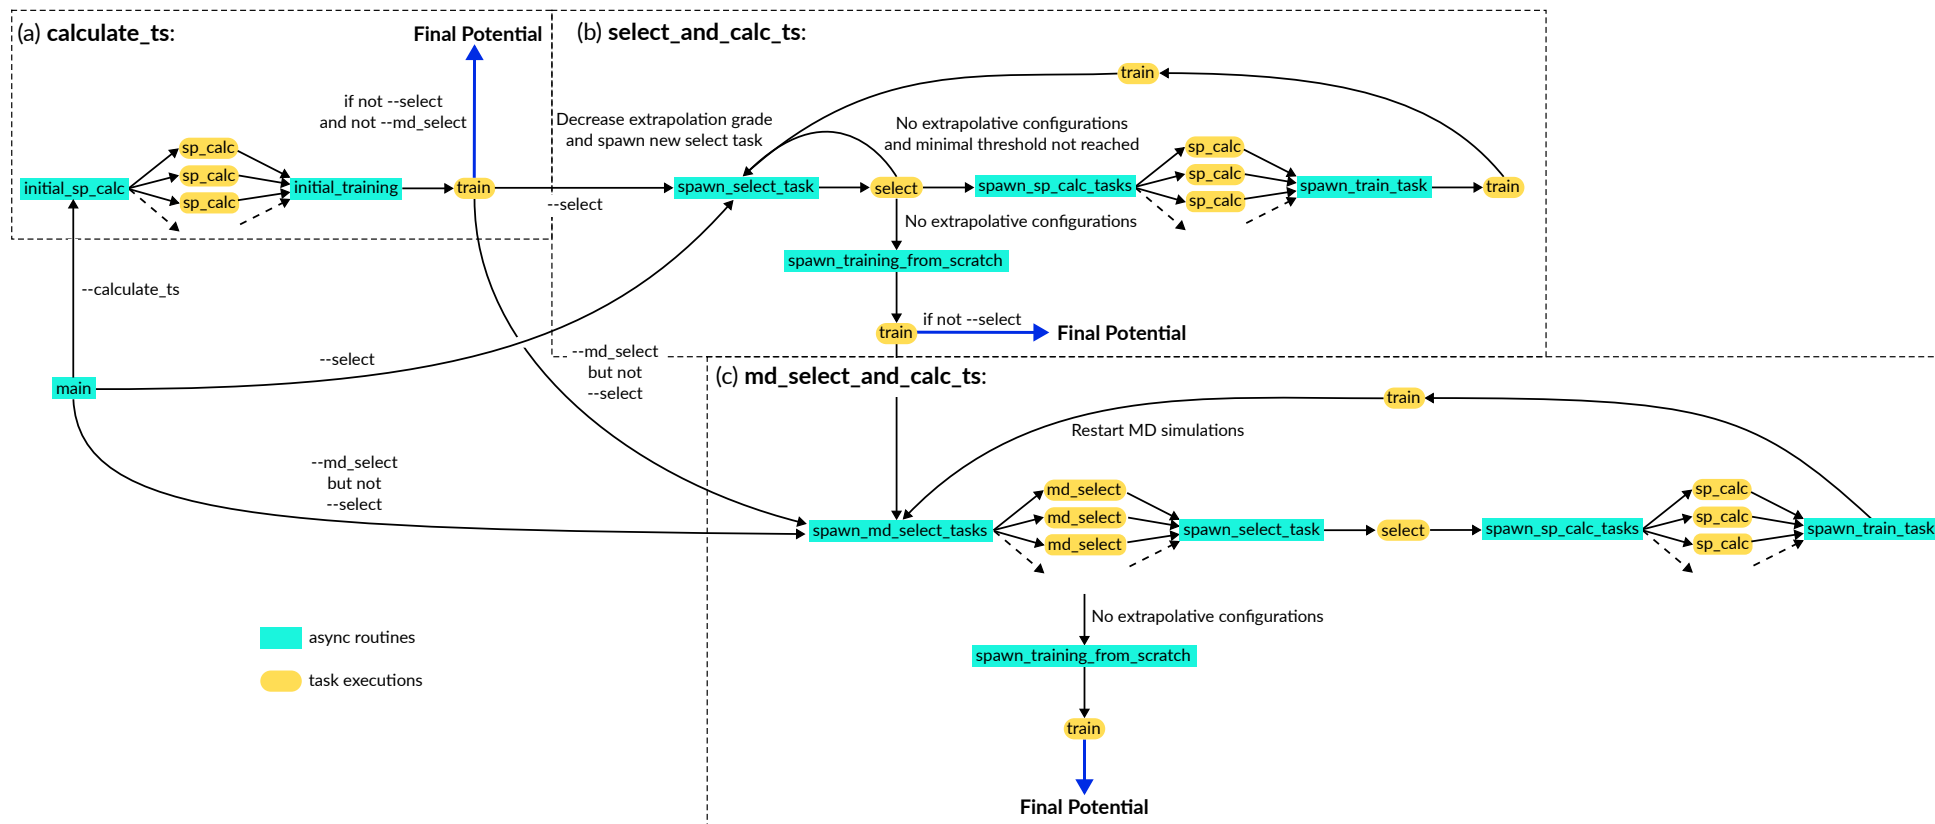 (a) calculate_ts:
Final Potential
if not --select
and not --md_select
initial_sp_calc
sp_calc
sp_calc
sp_calc
initial_training
train
--select
--calculate_ts
main
--select
--md_select
but not
--select
--md_select
but not
--select
(b) select_and_calc_ts:
train
Decrease extrapolation grade
and spawn new select task
No extrapolative configurations
and minimal threshold not reached
spawn_select_task
select
spawn_sp_calc_tasks
sp_calc
sp_calc
sp_calc
spawn_train_task
train
No extrapolative configurations
spawn_training_from_scratch
train
if not --select
Final Potential
(c) md_select_and_calc_ts:
train
Restart MD simulations
spawn_md_select_tasks
md_select
md_select
md_select
spawn_select_task
select
spawn_sp_calc_tasks
sp_calc
sp_calc
sp_calc
spawn_train_task
No extrapolative configurations
spawn_training_from_scratch
train
Final Potential
async routines
task executions